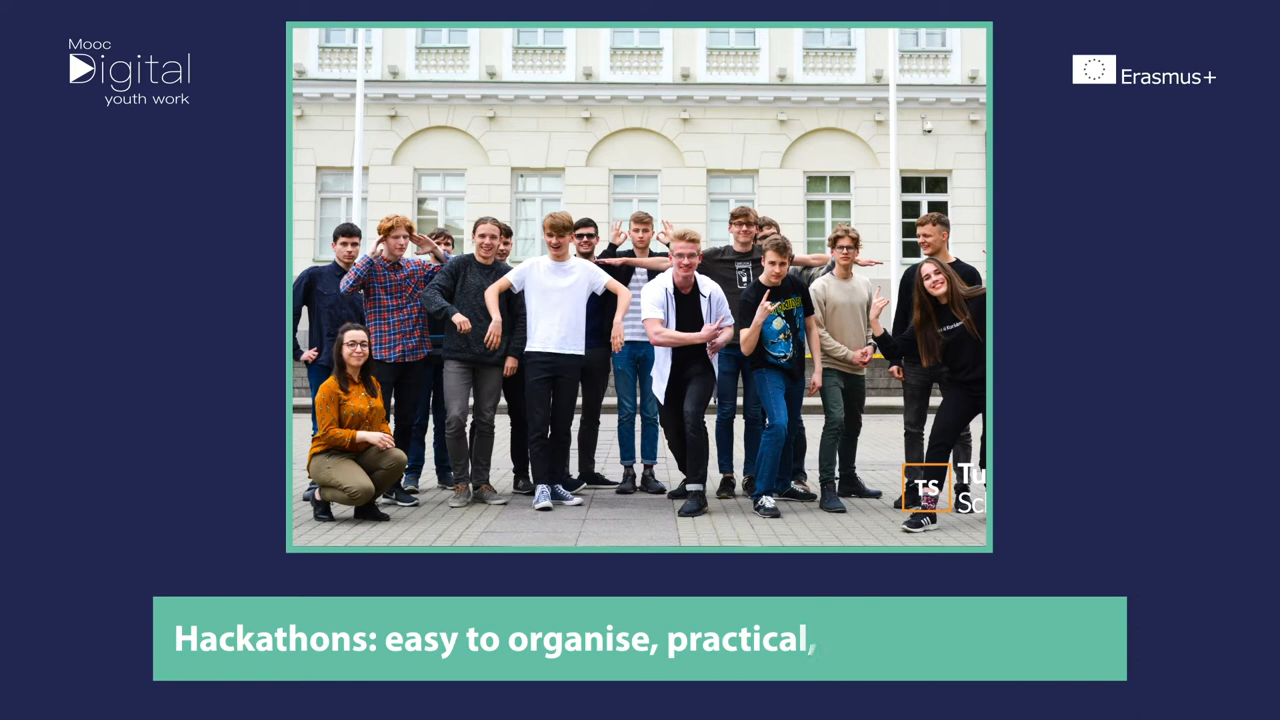 Mooc
Digital
youth work
Erasmus+
TS
Hackathons: easy to organise, practical,